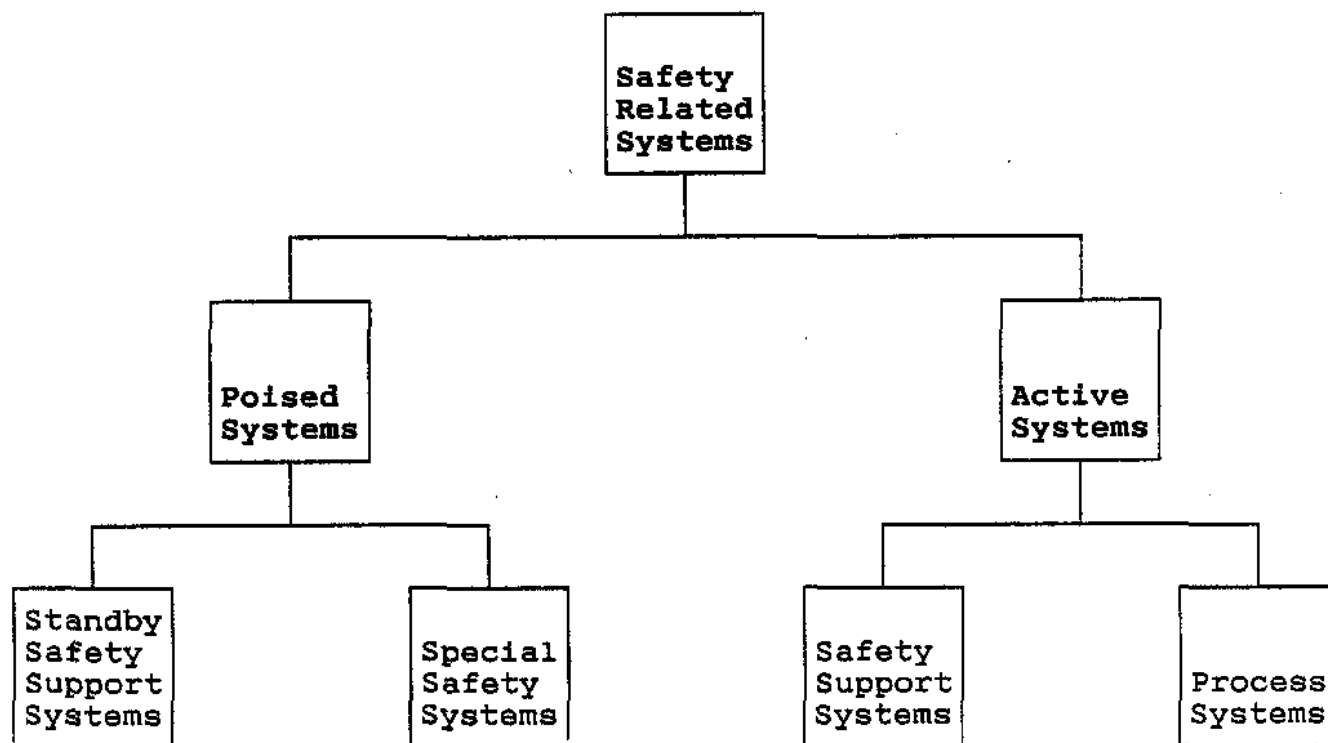 Safety
Related
Systems
Poised
Systems
Active
Systems
Standby
Safety
Support
Systems
Special
Safety
Systems
Safety
Support
Systems
Process
Systems